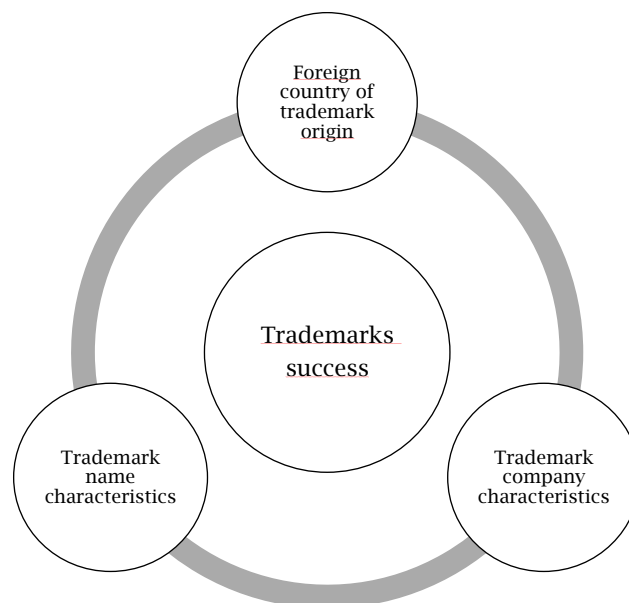 Foreign
country of
trademark
origin
Trademarks
success
Trademark
name
characteristics
Trademark
company
characteristics